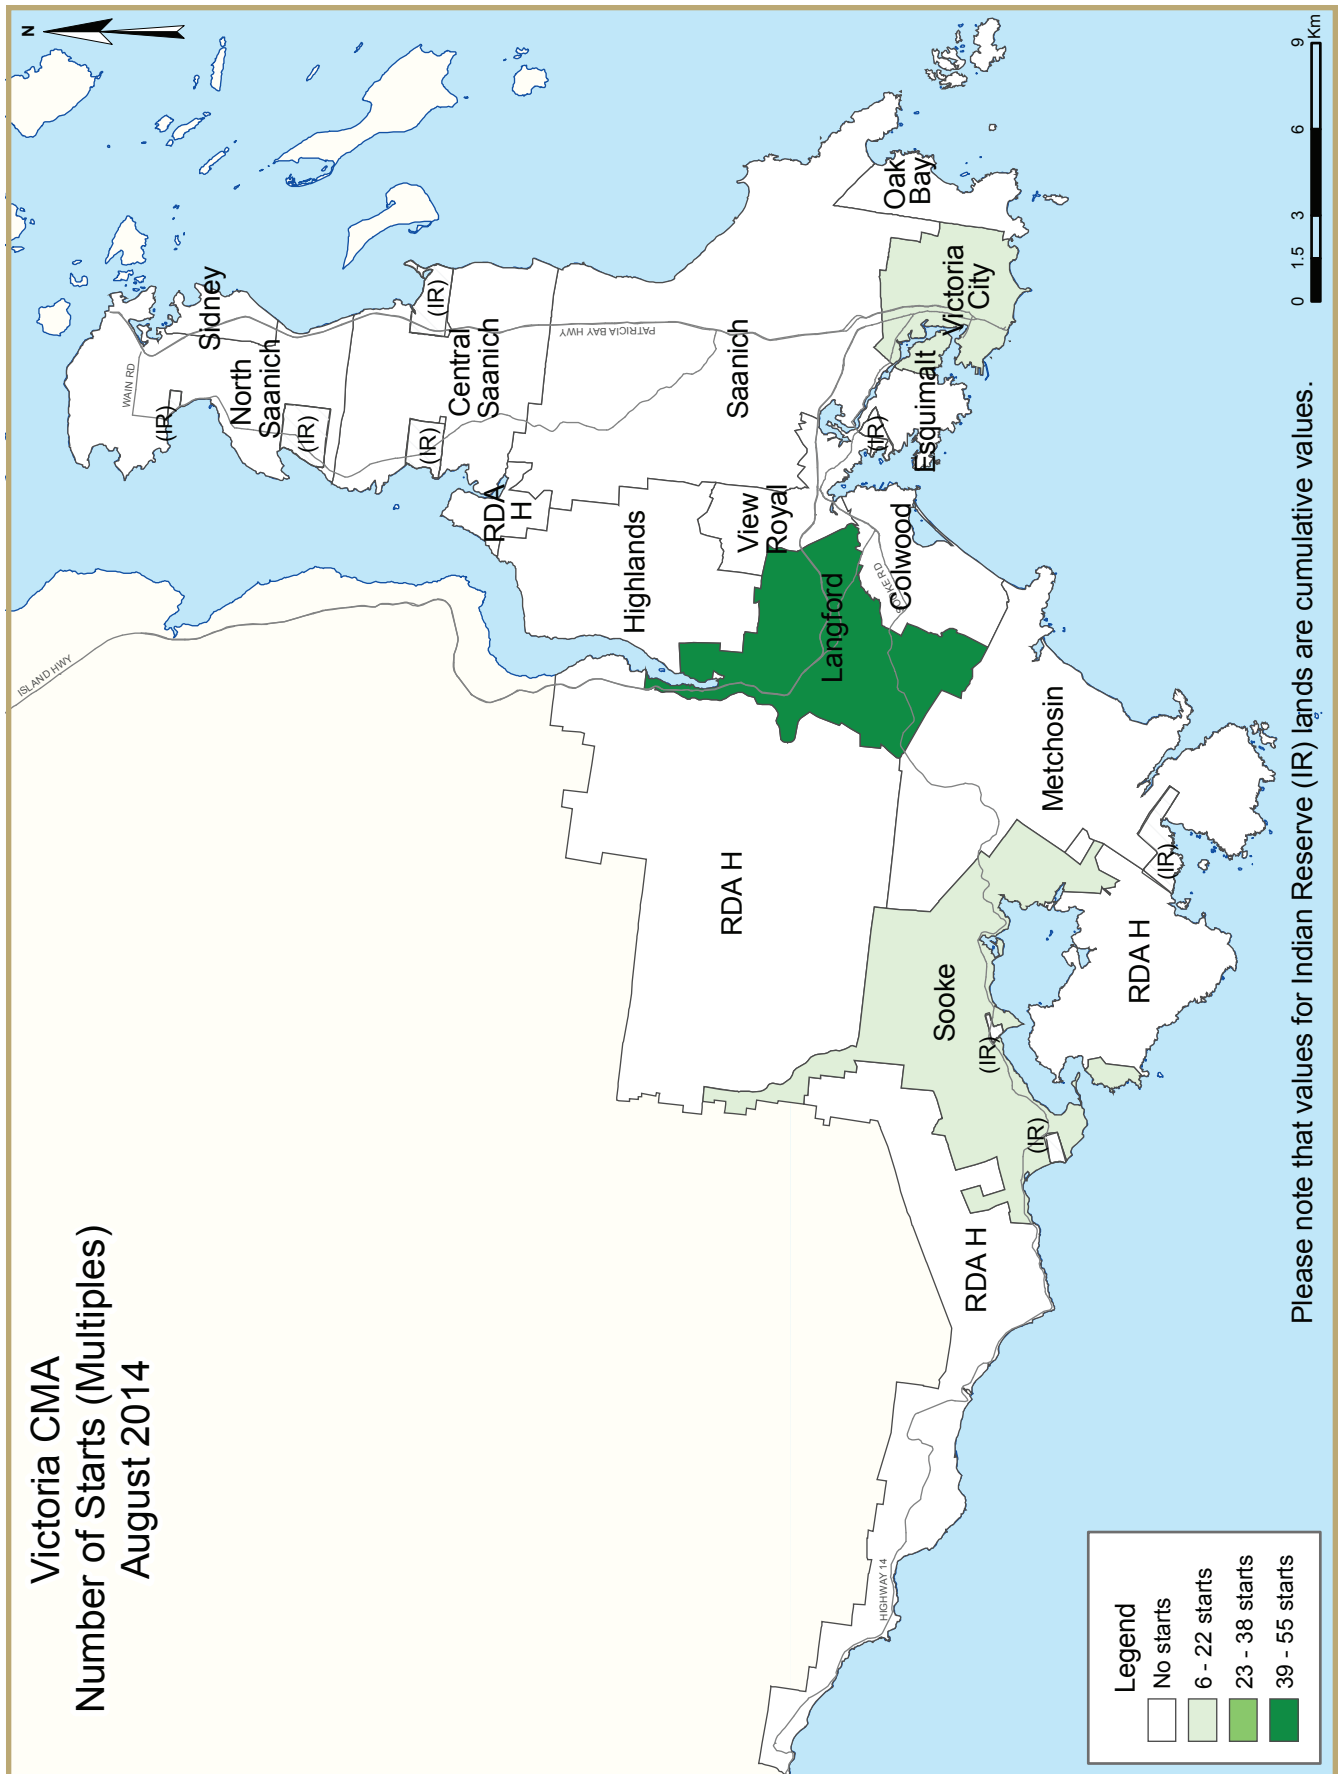 Victoria CMA
Number of Starts (Multiples)
August 2014
N
ISLAND HWY
WAIN RD
(IR)
Sidney
North
Saanich
(IR)
(IR)
(IR)
Central
Saanich
PATRICIA BAY HWY
RDA
H
Highlands
Saanich
View
Royal
Oak
Bay
Victoria
City
Esquimalt
(IR)
Langford
Colwood
SOOKE RD
Metchosin
(IR)
RDA H
Sooke
(IR)
(IR)
RDA H
RDA H
HIGHWAY 14
Legend
No starts
6 - 22 starts
23 - 38 starts
39 - 55 starts
Please note that values for Indian Reserve (IR) lands are cumulative values.
0 1.5 3 6 9
Km